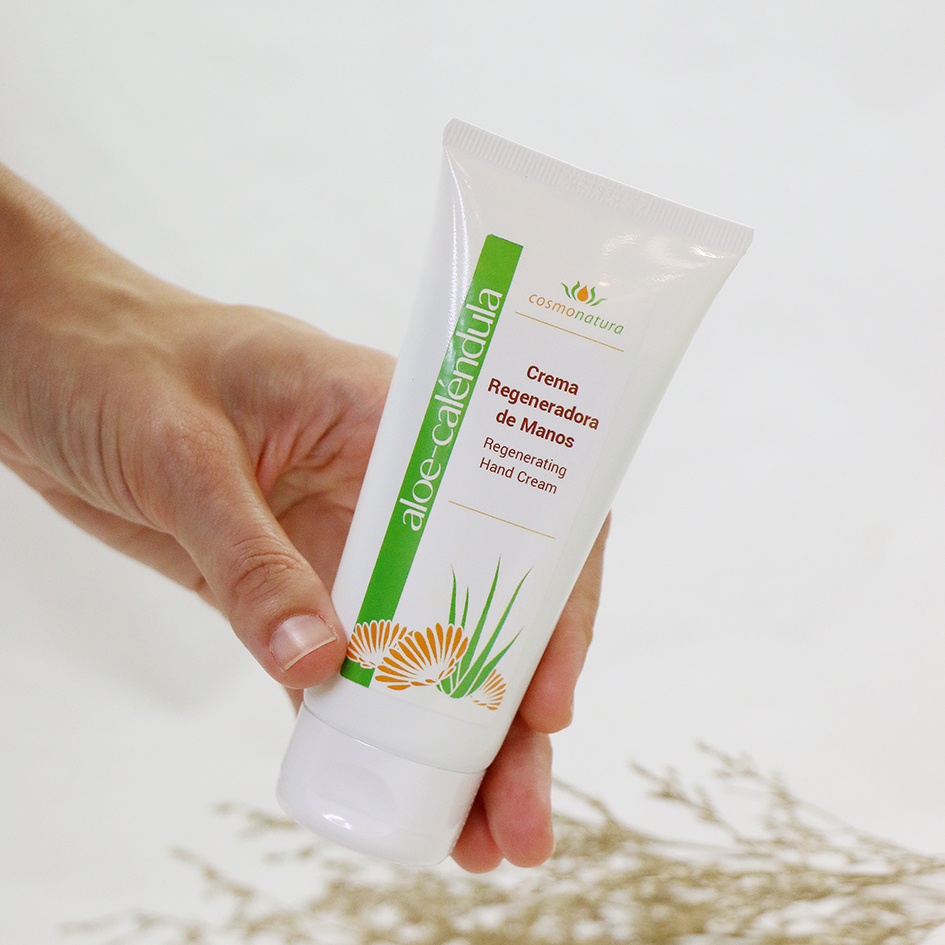 cosmonatura
Crema
Regeneradora
de Manos
Regenerating
Hand Cream
aloe-caléndula